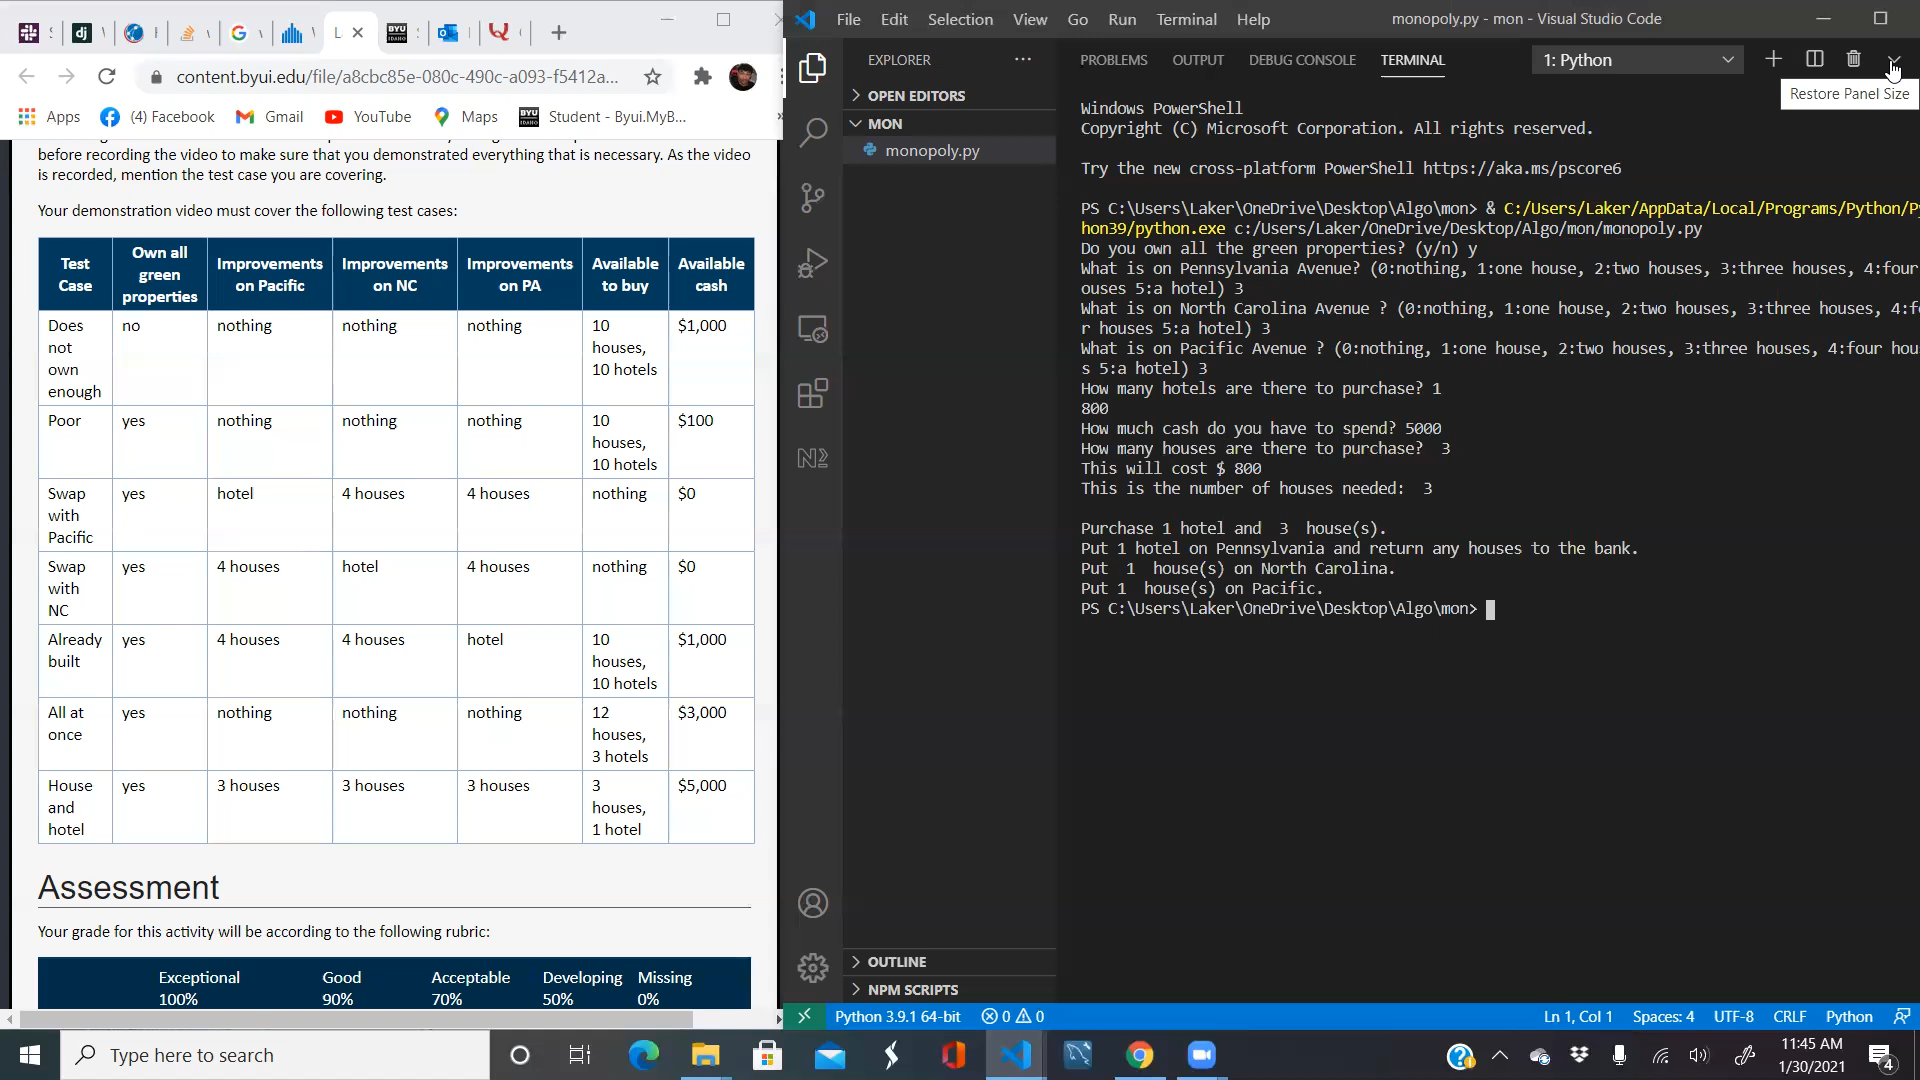 content.byui.edu/file/a8cbc85e-080c-490c-a093-f5412a...
Apps
(4) Facebook
Gmail
YouTube
Maps
Student - Byui.MyB...
»
before recording the video to make sure that you demonstrated everything that is necessary. As the video
is recorded, mention the test case you are covering.
Your demonstration video must cover the following test cases:
Test Case Own all green properties Improvements on Pacific Improvements on NC Improvements on PA Available to buy Available cash
Does not own enough no nothing nothing nothing 10 houses, 10 hotels $1,000
Poor yes nothing nothing nothing 10 houses, 10 hotels $100
Swap with Pacific yes hotel 4 houses 4 houses nothing $0
Swap with NC yes 4 houses hotel 4 houses nothing $0
Already built yes 4 houses 4 houses hotel 10 houses, 10 hotels $1,000
All at once yes nothing nothing nothing 12 houses, 3 hotels $3,000
House and hotel yes 3 houses 3 houses 3 houses 3 houses, 1 hotel $5,000
Assessment
Your grade for this activity will be according to the following rubric:
Exceptional Good Acceptable Developing Missing
100% 90% 70% 50% 0%
File Edit Selection View Go Run Terminal Help
monopoly.py - mon - Visual Studio Code
EXPLORER
OPEN EDITORS
MON
monopoly.py
OUTLINE
NPM SCRIPTS
PROBLEMS OUTPUT DEBUG CONSOLE TERMINAL
1: Python
Restore Panel Size
Windows PowerShell
Copyright (C) Microsoft Corporation. All rights reserved.
Try the new cross-platform PowerShell https://aka.ms/pscore6
PS C:\Users\Laker\OneDrive\Desktop\Algo\mon> & C:/Users/Laker/AppData/Local/Programs/Python/Py
hon39/python.exe c:/Users/Laker/OneDrive/Desktop/Algo/mon/monopoly.py
Do you own all the green properties? (y/n) y
What is on Pennsylvania Avenue? (0:nothing, 1:one house, 2:two houses, 3:three houses, 4:four
ouses 5:a hotel) 3
What is on North Carolina Avenue ? (0:nothing, 1:one house, 2:two houses, 3:three houses, 4:fo
r houses 5:a hotel) 3
What is on Pacific Avenue ? (0:nothing, 1:one house, 2:two houses, 3:three houses, 4:four hou
s 5:a hotel) 3
How many hotels are there to purchase? 1
800
How much cash do you have to spend? 5000
How many houses are there to purchase?  3
This will cost $ 800
This is the number of houses needed:  3
Purchase 1 hotel and  3  house(s).
Put 1 hotel on Pennsylvania and return any houses to the bank.
Put  1  house(s) on North Carolina.
Put 1  house(s) on Pacific.
PS C:\Users\Laker\OneDrive\Desktop\Algo\mon>
Python 3.9.1 64-bit 0 0
Ln 1, Col 1 Spaces: 4 UTF-8 CRLF Python
Type here to search
11:45 AM
1/30/2021
4